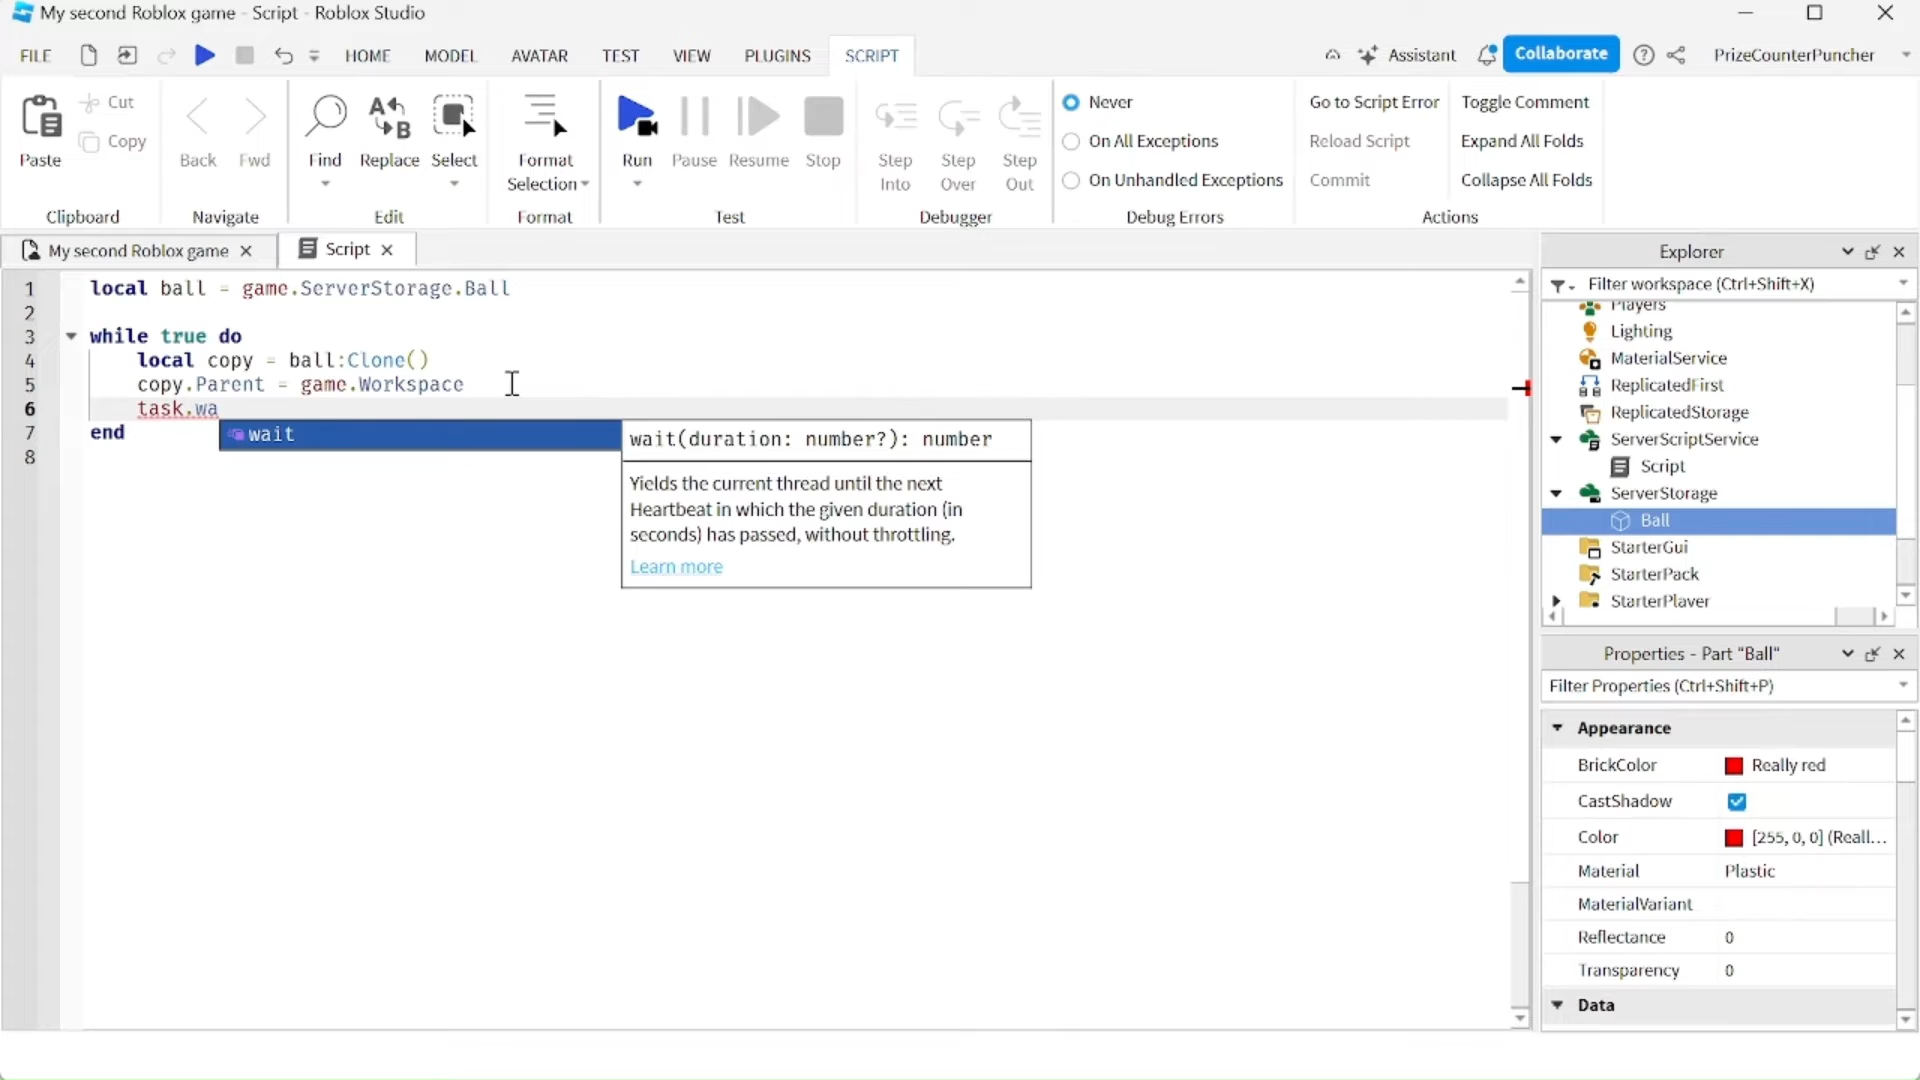 My second Roblox game - Script - Roblox Studio
FILE HOME MODEL AVATAR TEST VIEW PLUGINS SCRIPT Assistant Collaborate PrizeCounterPuncher
Paste Cut Copy
Clipboard
Back Fwd
Navigate
Find Replace Select
Edit
Format Selection
Format
Run Pause Resume Stop
Test
Step Into
Step Over
Step Out
Debugger
Never
On All Exceptions
On Unhandled Exceptions
Debug Errors
Go to Script Error
Reload Script
Commit
Toggle Comment
Expand All Folds
Collapse All Folds
Actions
My second Roblox game Script
1 local ball = game.ServerStorage.Ball
2
3 while true do
4 local copy = ball:Clone()
5 copy.Parent = game.Workspace
6 task.wa
7 end
8
wait
wait(duration: number?): number
Yields the current thread until the next
Heartbeat in which the given duration (in
seconds) has passed, without throttling.
Learn more
Explorer
Filter workspace (Ctrl+Shift+X)
Players
Lighting
MaterialService
ReplicatedFirst
ReplicatedStorage
ServerScriptService
Script
ServerStorage
Ball
StarterGui
StarterPack
StarterPlayer
Properties - Part "Ball"
Filter Properties (Ctrl+Shift+P)
Appearance
BrickColor Really red
CastShadow
Color [255, 0, 0] (Reall...
Material Plastic
MaterialVariant
Reflectance 0
Transparency 0
Data